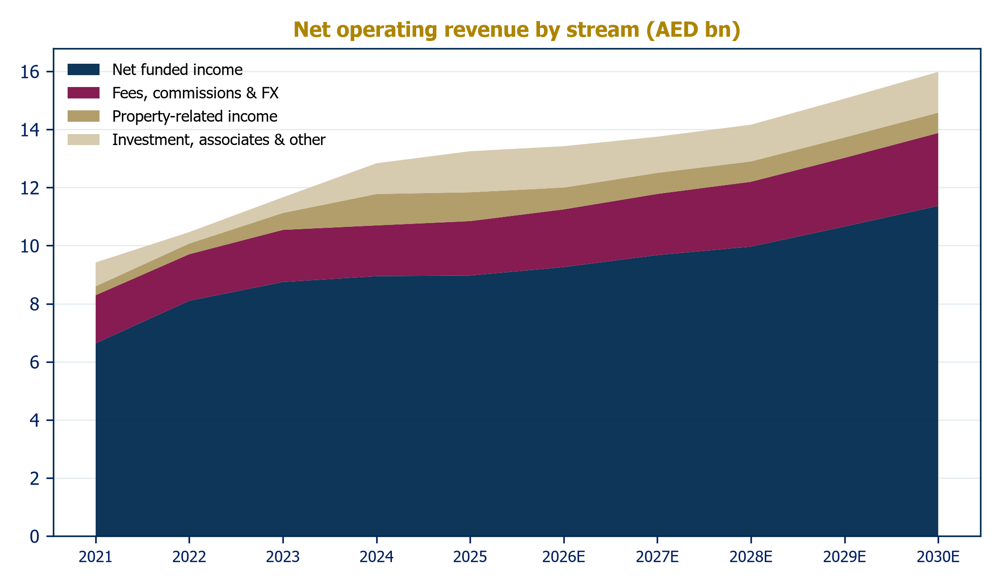 Net operating revenue by stream (AED bn)
Net funded income
Fees, commissions & FX
Property-related income
Investment, associates & other
16
14
12
10
8
6
4
2
0
2021 2022 2023 2024 2025 2026E 2027E 2028E 2029E 2030E